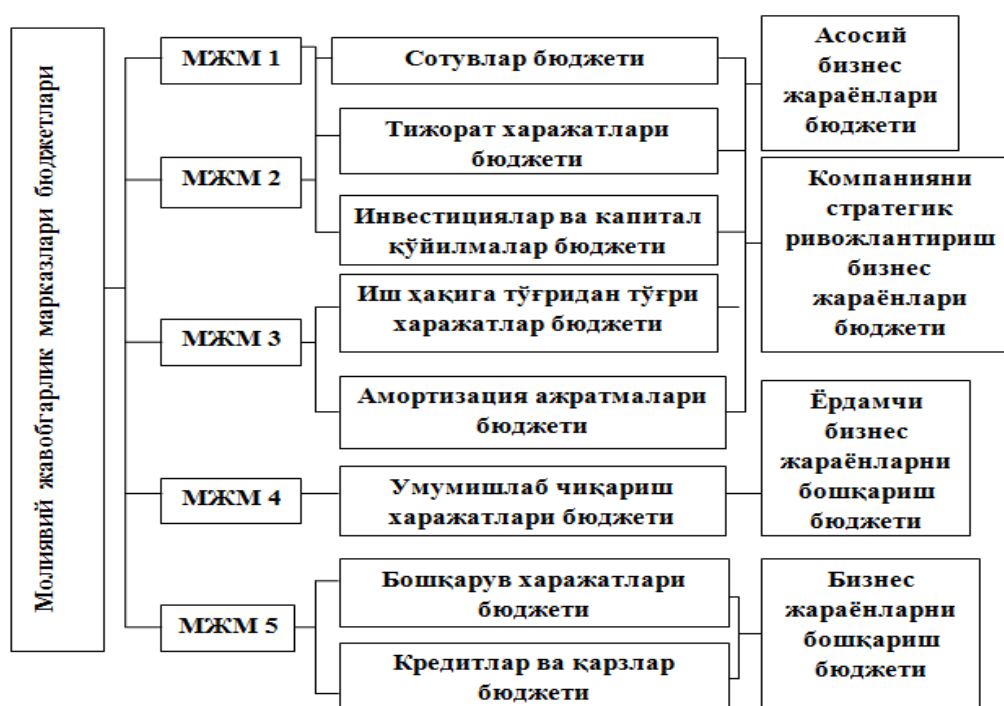 Молиявий жавобгарлик марказлари бюджетлари
МЖМ 1
МЖМ 2
МЖМ 3
МЖМ 4
МЖМ 5
Сотувлар бюджети
Тижорат харажатлари
бюджети
Инвестициялар ва капитал
қўйилмалар бюджети
Иш ҳақига тўғридан тўғри
харажатлар бюджети
Амортизация ажратмалари
бюджети
Умумишлаб чиқариш
харажатлари бюджети
Бошқарув харажатлари
бюджети
Кредитлар ва қарзлар
бюджети
Асосий
бизнес
жараёнлари
бюджети
Компанияни
стратегик
ривожлантириш
бизнес
жараёнлари
бюджети
Ёрдамчи
бизнес
жараёнларни
бошқариш
бюджети
Бизнес
жараёнларни
бошқариш
бюджети